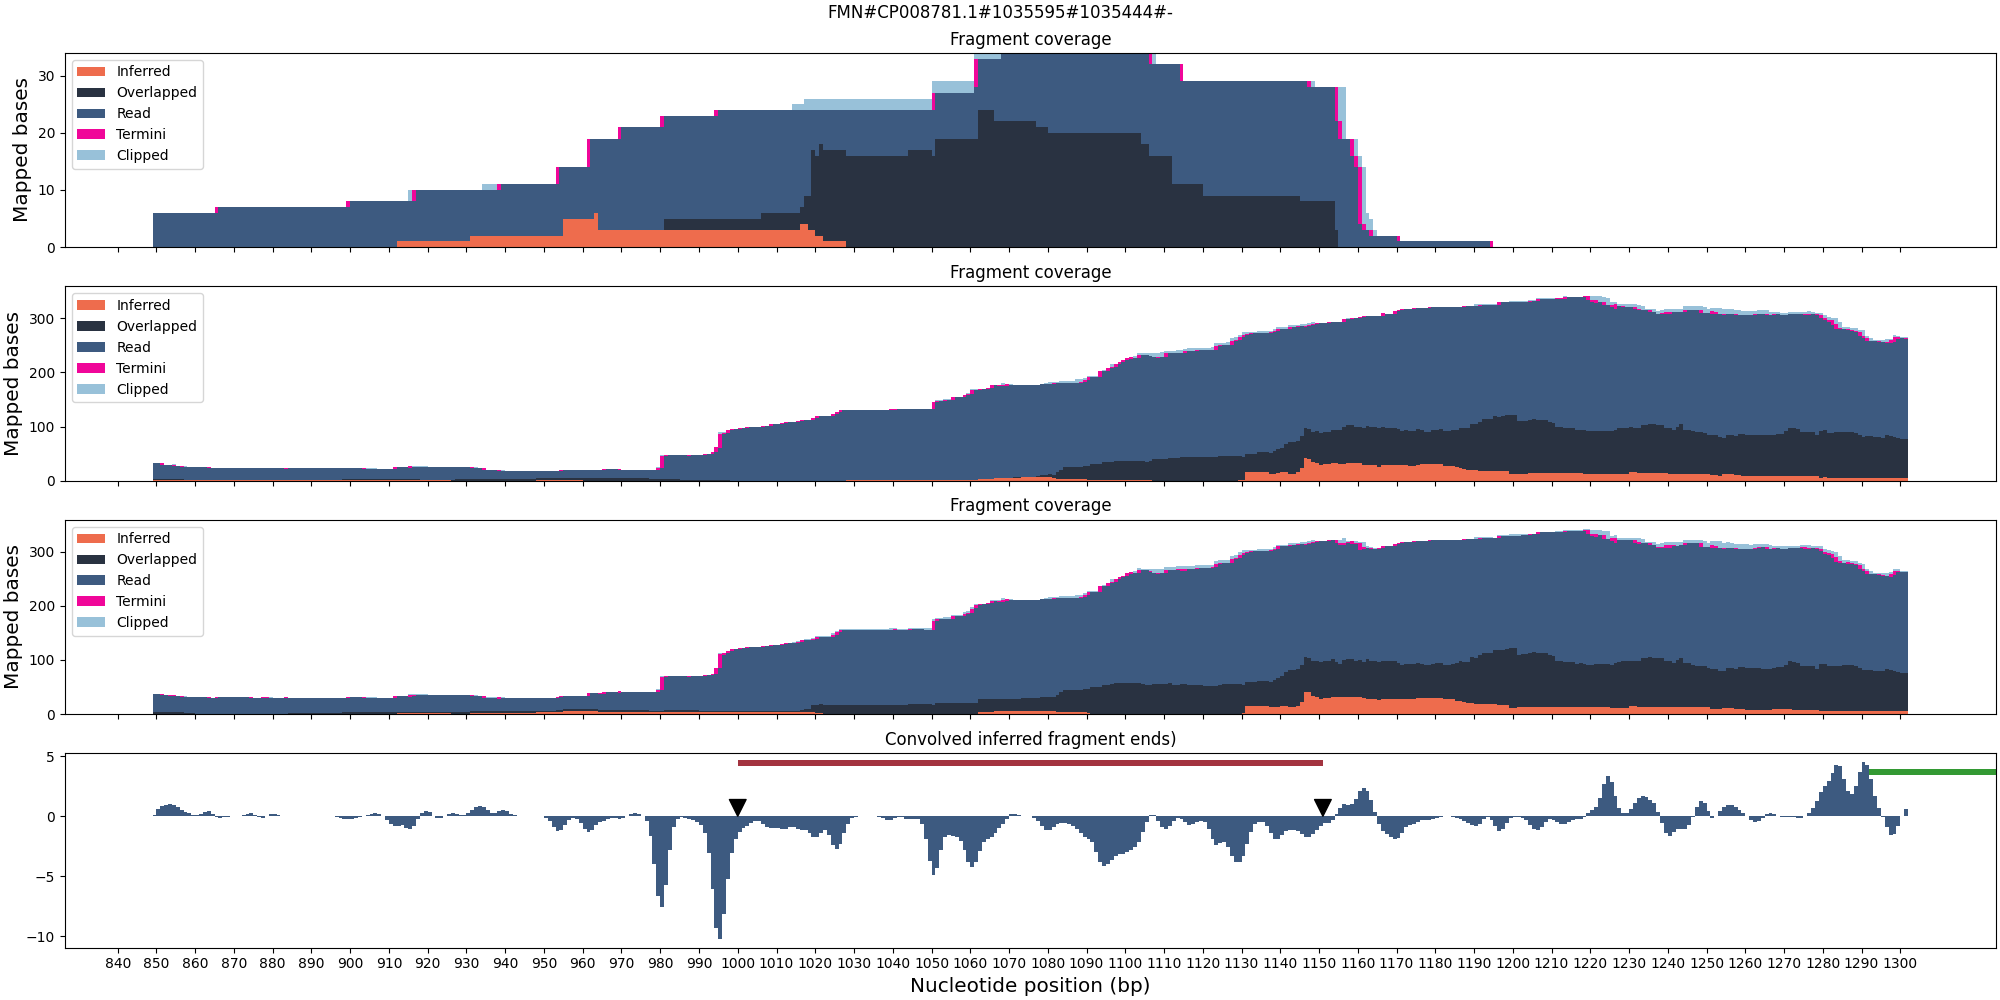 FMN#CP008781.1#1035595#1035444#-
Fragment coverage
Mapped bases
30
20
10
0
Inferred
Overlapped
Read
Termini
Clipped
Fragment coverage
Mapped bases
300
200
100
0
Inferred
Overlapped
Read
Termini
Clipped
Fragment coverage
Mapped bases
300
200
100
0
Inferred
Overlapped
Read
Termini
Clipped
Convolved inferred fragment ends)
5
0
−5
−10
840 850 860 870 880 890 900 910 920 930 940 950 960 970 980 990 1000 1010 1020 1030 1040 1050 1060 1070 1080 1090 1100 1110 1120 1130 1140 1150 1160 1170 1180 1190 1200 1210 1220 1230 1240 1250 1260 1270 1280 1290 1300
Nucleotide position (bp)